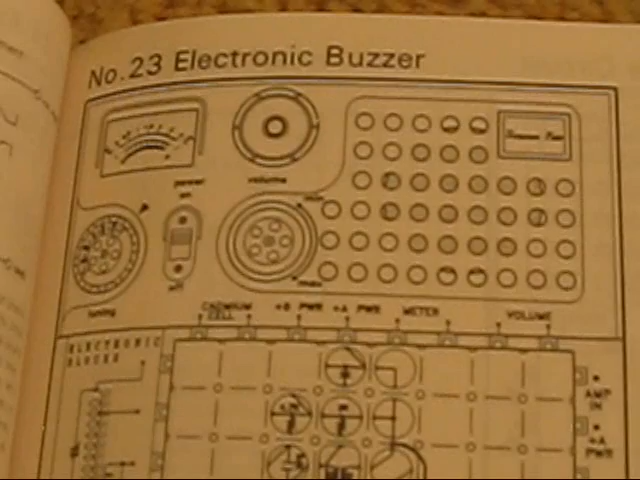 No.23 Electronic Buzzer
power
on
volume
off
tuning
max
CADMIUM
CELL
+B PWR
+A PWR
METER
VOLUME
ELECTRONIC
BLOCKS
AMP
IN
+A
PWR